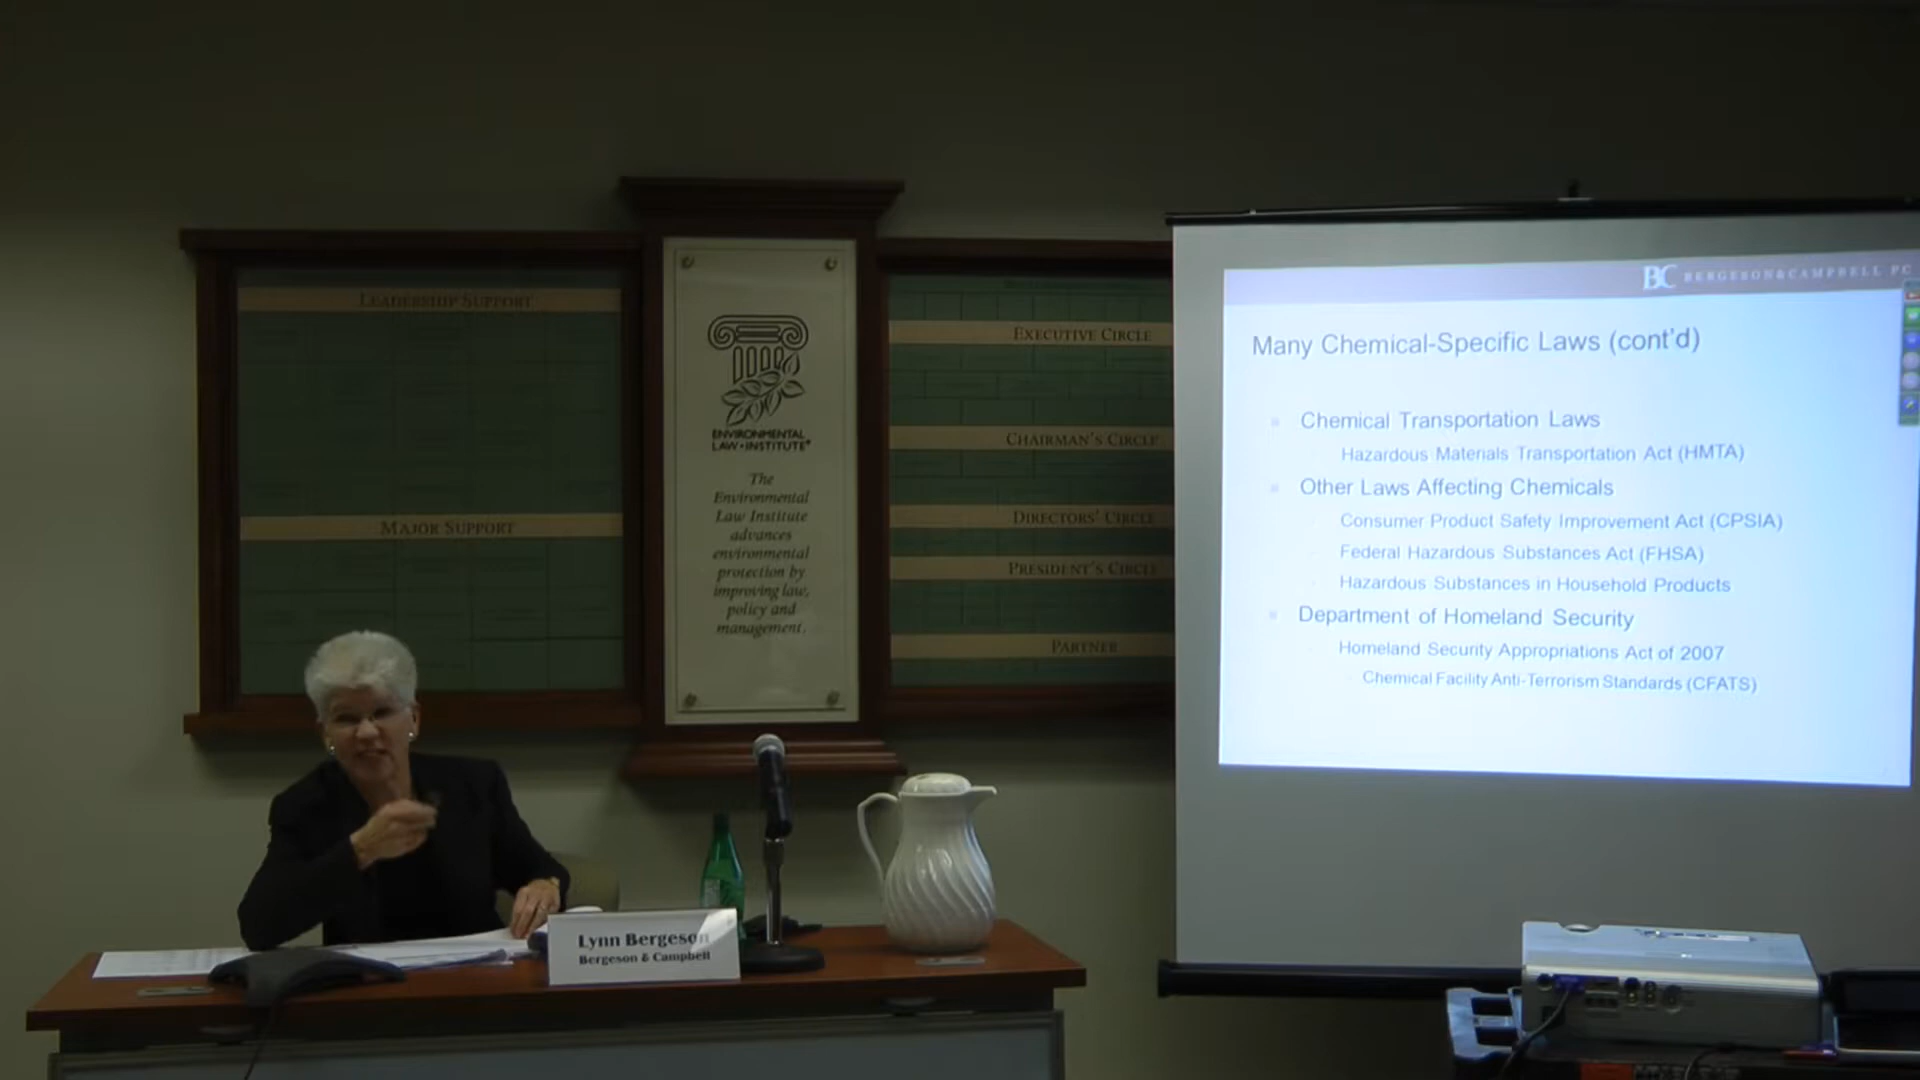 LEADERSHIP SUPPORT
MAJOR SUPPORT
ENVIRONMENTAL
LAW•INSTITUTE®
The
Environmental
Law Institute
advances
environmental
protection by
improving law,
policy and
management.
EXECUTIVE CIRCLE
CHAIRMAN'S CIRCLE
DIRECTORS' CIRCLE
PRESIDENT'S CIRCLE
PARTNER
BC BERGESON&CAMPBELL PC
Many Chemical-Specific Laws (cont'd)
Chemical Transportation Laws
Hazardous Materials Transportation Act (HMTA)
Other Laws Affecting Chemicals
Consumer Product Safety Improvement Act (CPSIA)
Federal Hazardous Substances Act (FHSA)
Hazardous Substances in Household Products
Department of Homeland Security
Homeland Security Appropriations Act of 2007
Chemical Facility Anti-Terrorism Standards (CFATS)
Lynn Bergeson
Bergeson & Campbell